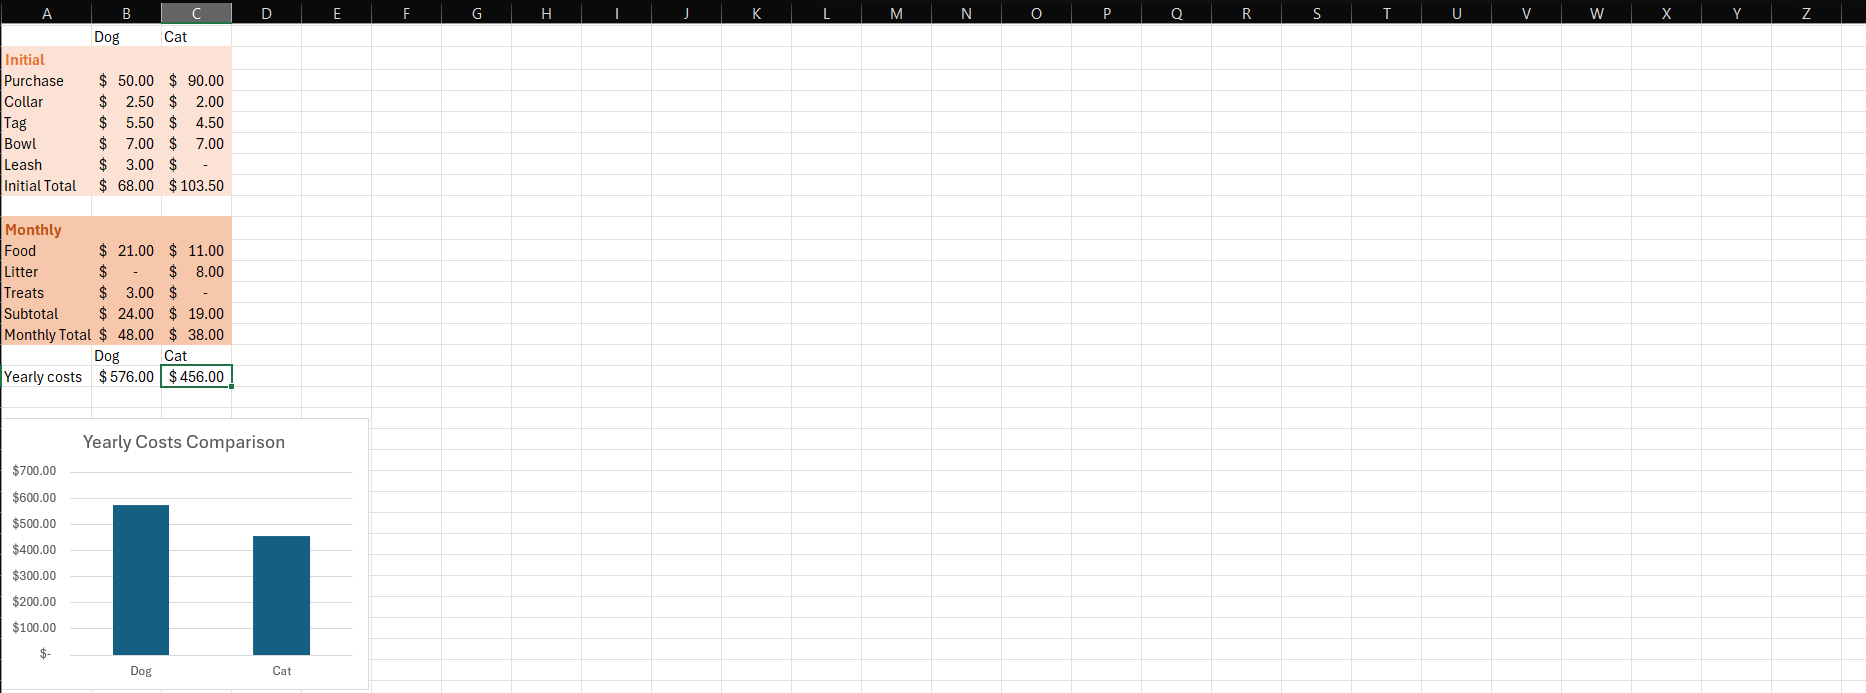 A B C D E F G H I J K L M N O P Q R S T U V W X Y Z
Dog Cat
Initial
Purchase $ 50.00 $ 90.00
Collar $ 2.50 $ 2.00
Tag $ 5.50 $ 4.50
Bowl $ 7.00 $ 7.00
Leash $ 3.00 $ -
Initial Total $ 68.00 $ 103.50
Monthly
Food $ 21.00 $ 11.00
Litter $ - $ 8.00
Treats $ 3.00 $ -
Subtotal $ 24.00 $ 19.00
Monthly Total $ 48.00 $ 38.00
Dog Cat
Yearly costs $ 576.00 $ 456.00
Yearly Costs Comparison
$700.00
$600.00
$500.00
$400.00
$300.00
$200.00
$100.00
$-
Dog Cat